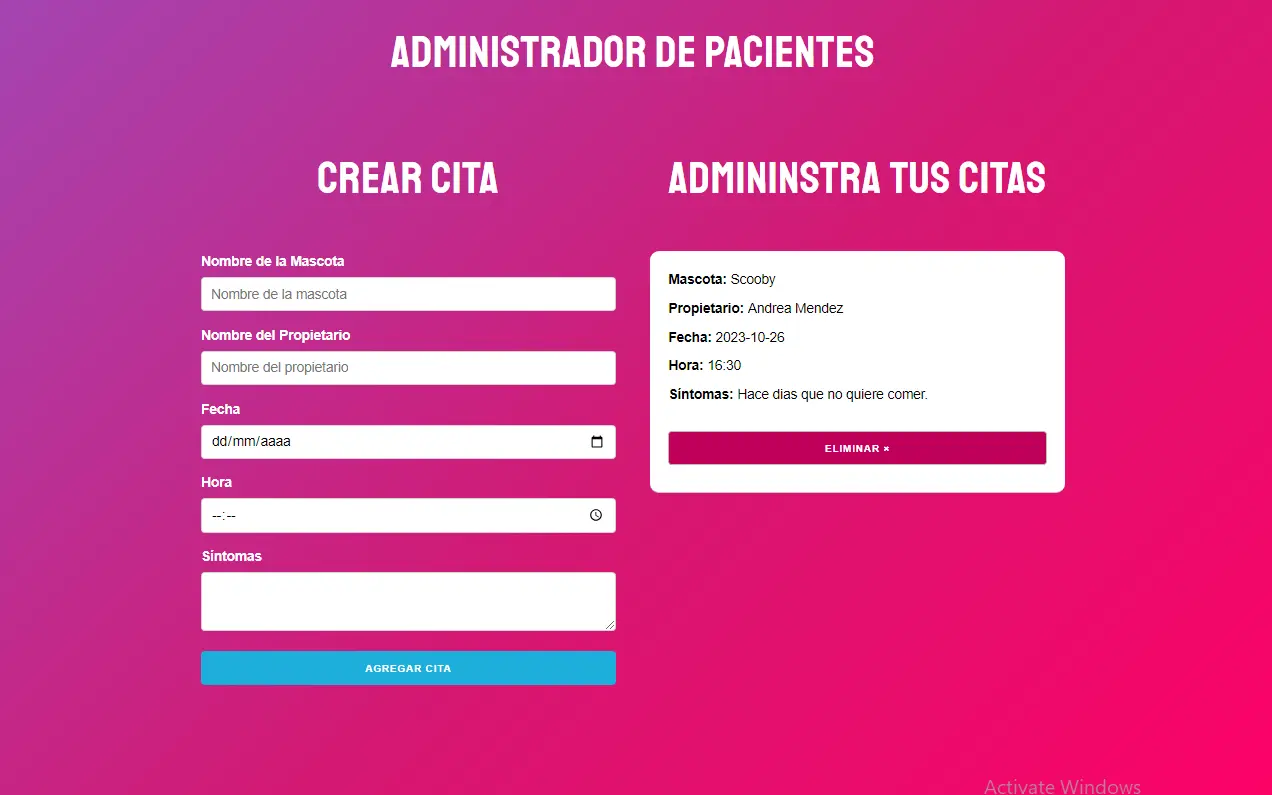 ADMINISTRADOR DE PACIENTES
CREAR CITA
Nombre de la Mascota
Nombre de la mascota
Nombre del Propietario
Nombre del propietario
Fecha
dd/mm/aaaa
Hora
--:--
Síntomas
AGREGAR CITA
ADMININSTRA TUS CITAS
Mascota: Scooby
Propietario: Andrea Mendez
Fecha: 2023-10-26
Hora: 16:30
Síntomas: Hace dias que no quiere comer.
ELIMINAR ×
Activate Windows